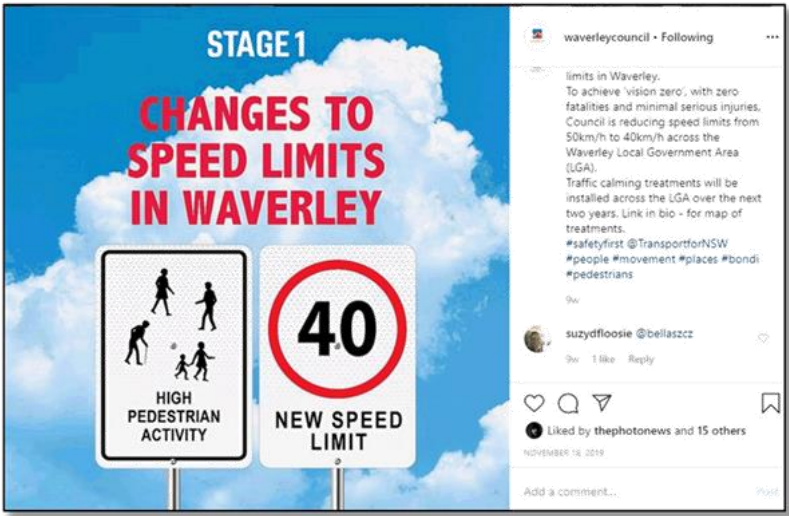 STAGE 1
CHANGES TO
SPEED LIMITS
IN WAVERLEY
HIGH
PEDESTRIAN
ACTIVITY
40
NEW SPEED
LIMIT
waverleycouncil • Following
limits in Waverley.
To achieve 'vision zero', with zero
fatalities and minimal serious injuries,
Council is reducing speed limits from
50km/h to 40km/h across the
Waverley Local Government Area
(LGA).
Traffic calming treatments will be
installed across the LGA over the next
two years. Link in bio - for map of
treatments.
#safetyfirst @TransportforNSW
#people #movement #places #bondi
#pedestrians
9w
suzydfloosie @bellaszcz
9w 1 like Reply
Liked by thephotonews and 15 others
NOVEMBER 18, 2019
Add a comment... Post